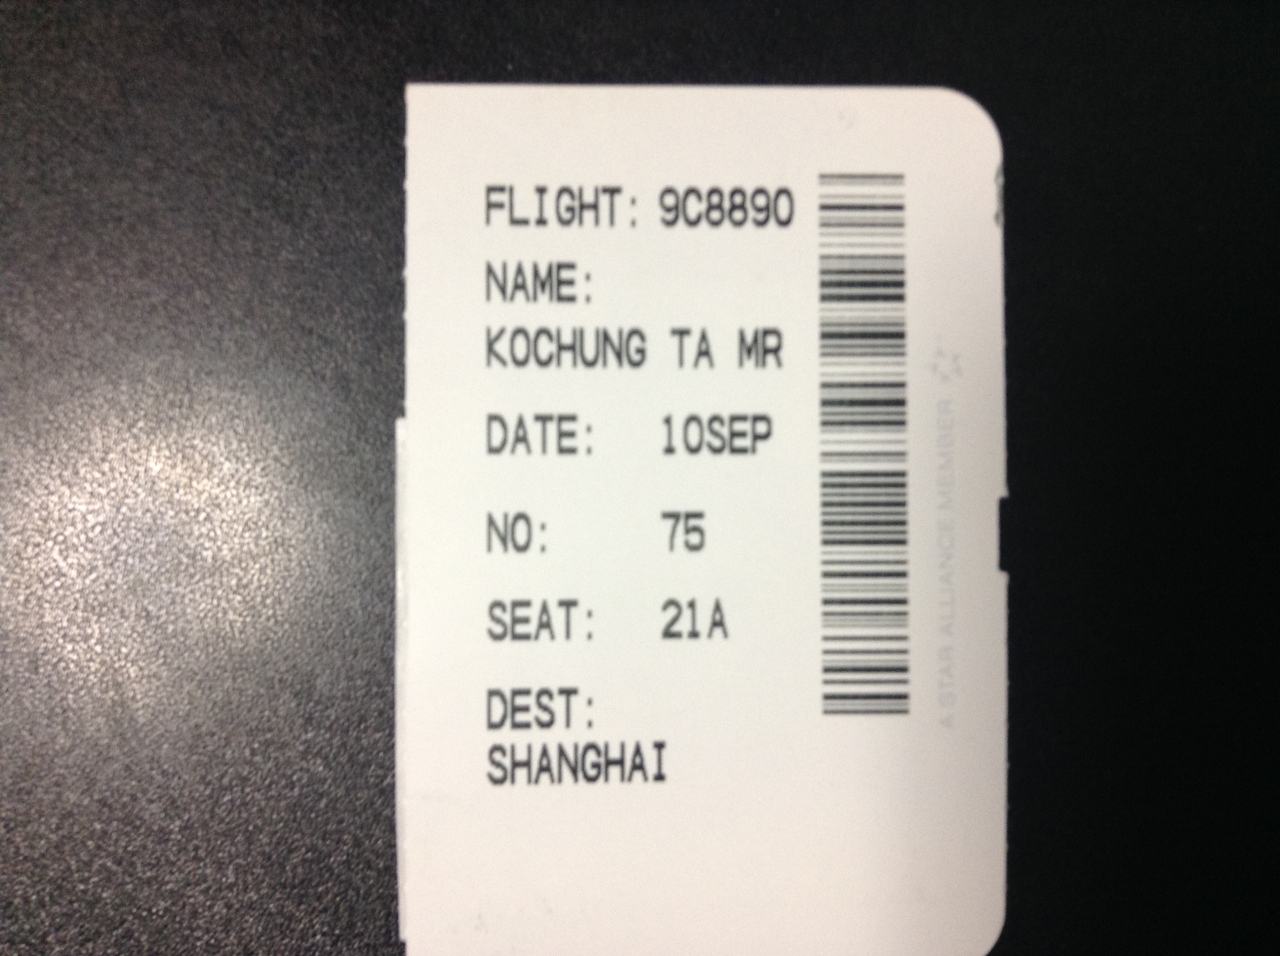 FLIGHT: 9C8890
NAME:
KOCHUNG TA MR
DATE: 10SEP
NO: 75
SEAT: 21A
DEST:
SHANGHAI
A STAR ALLIANCE MEMBER